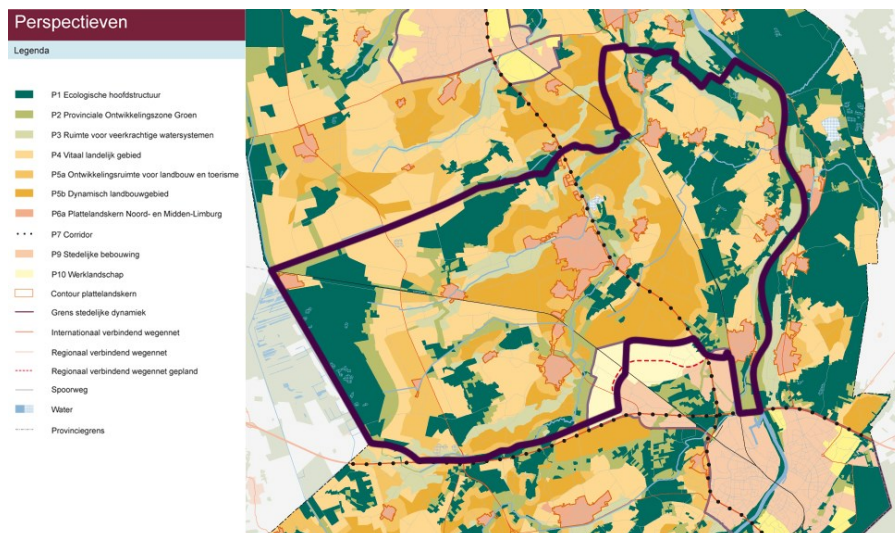 Perspectieven
Legenda
P1 Ecologische hoofdstructuur
P2 Provinciale Ontwikkelingszone Groen
P3 Ruimte voor veerkrachtige watersystemen
P4 Vitaal landelijk gebied
P5a Ontwikkelingsruimte voor landbouw en toerisme
P5b Dynamisch landbouwgebied
P6a Plattelandskern Noord- en Midden-Limburg
P7 Corridor
P9 Stedelijke bebouwing
P10 Werklandschap
Contour plattelandskern
Grens stedelijke dynamiek
Internationaal verbindend wegennet
Regionaal verbindend wegennet
Regionaal verbindend wegennet gepland
Spoorweg
Water
Provinciegrens